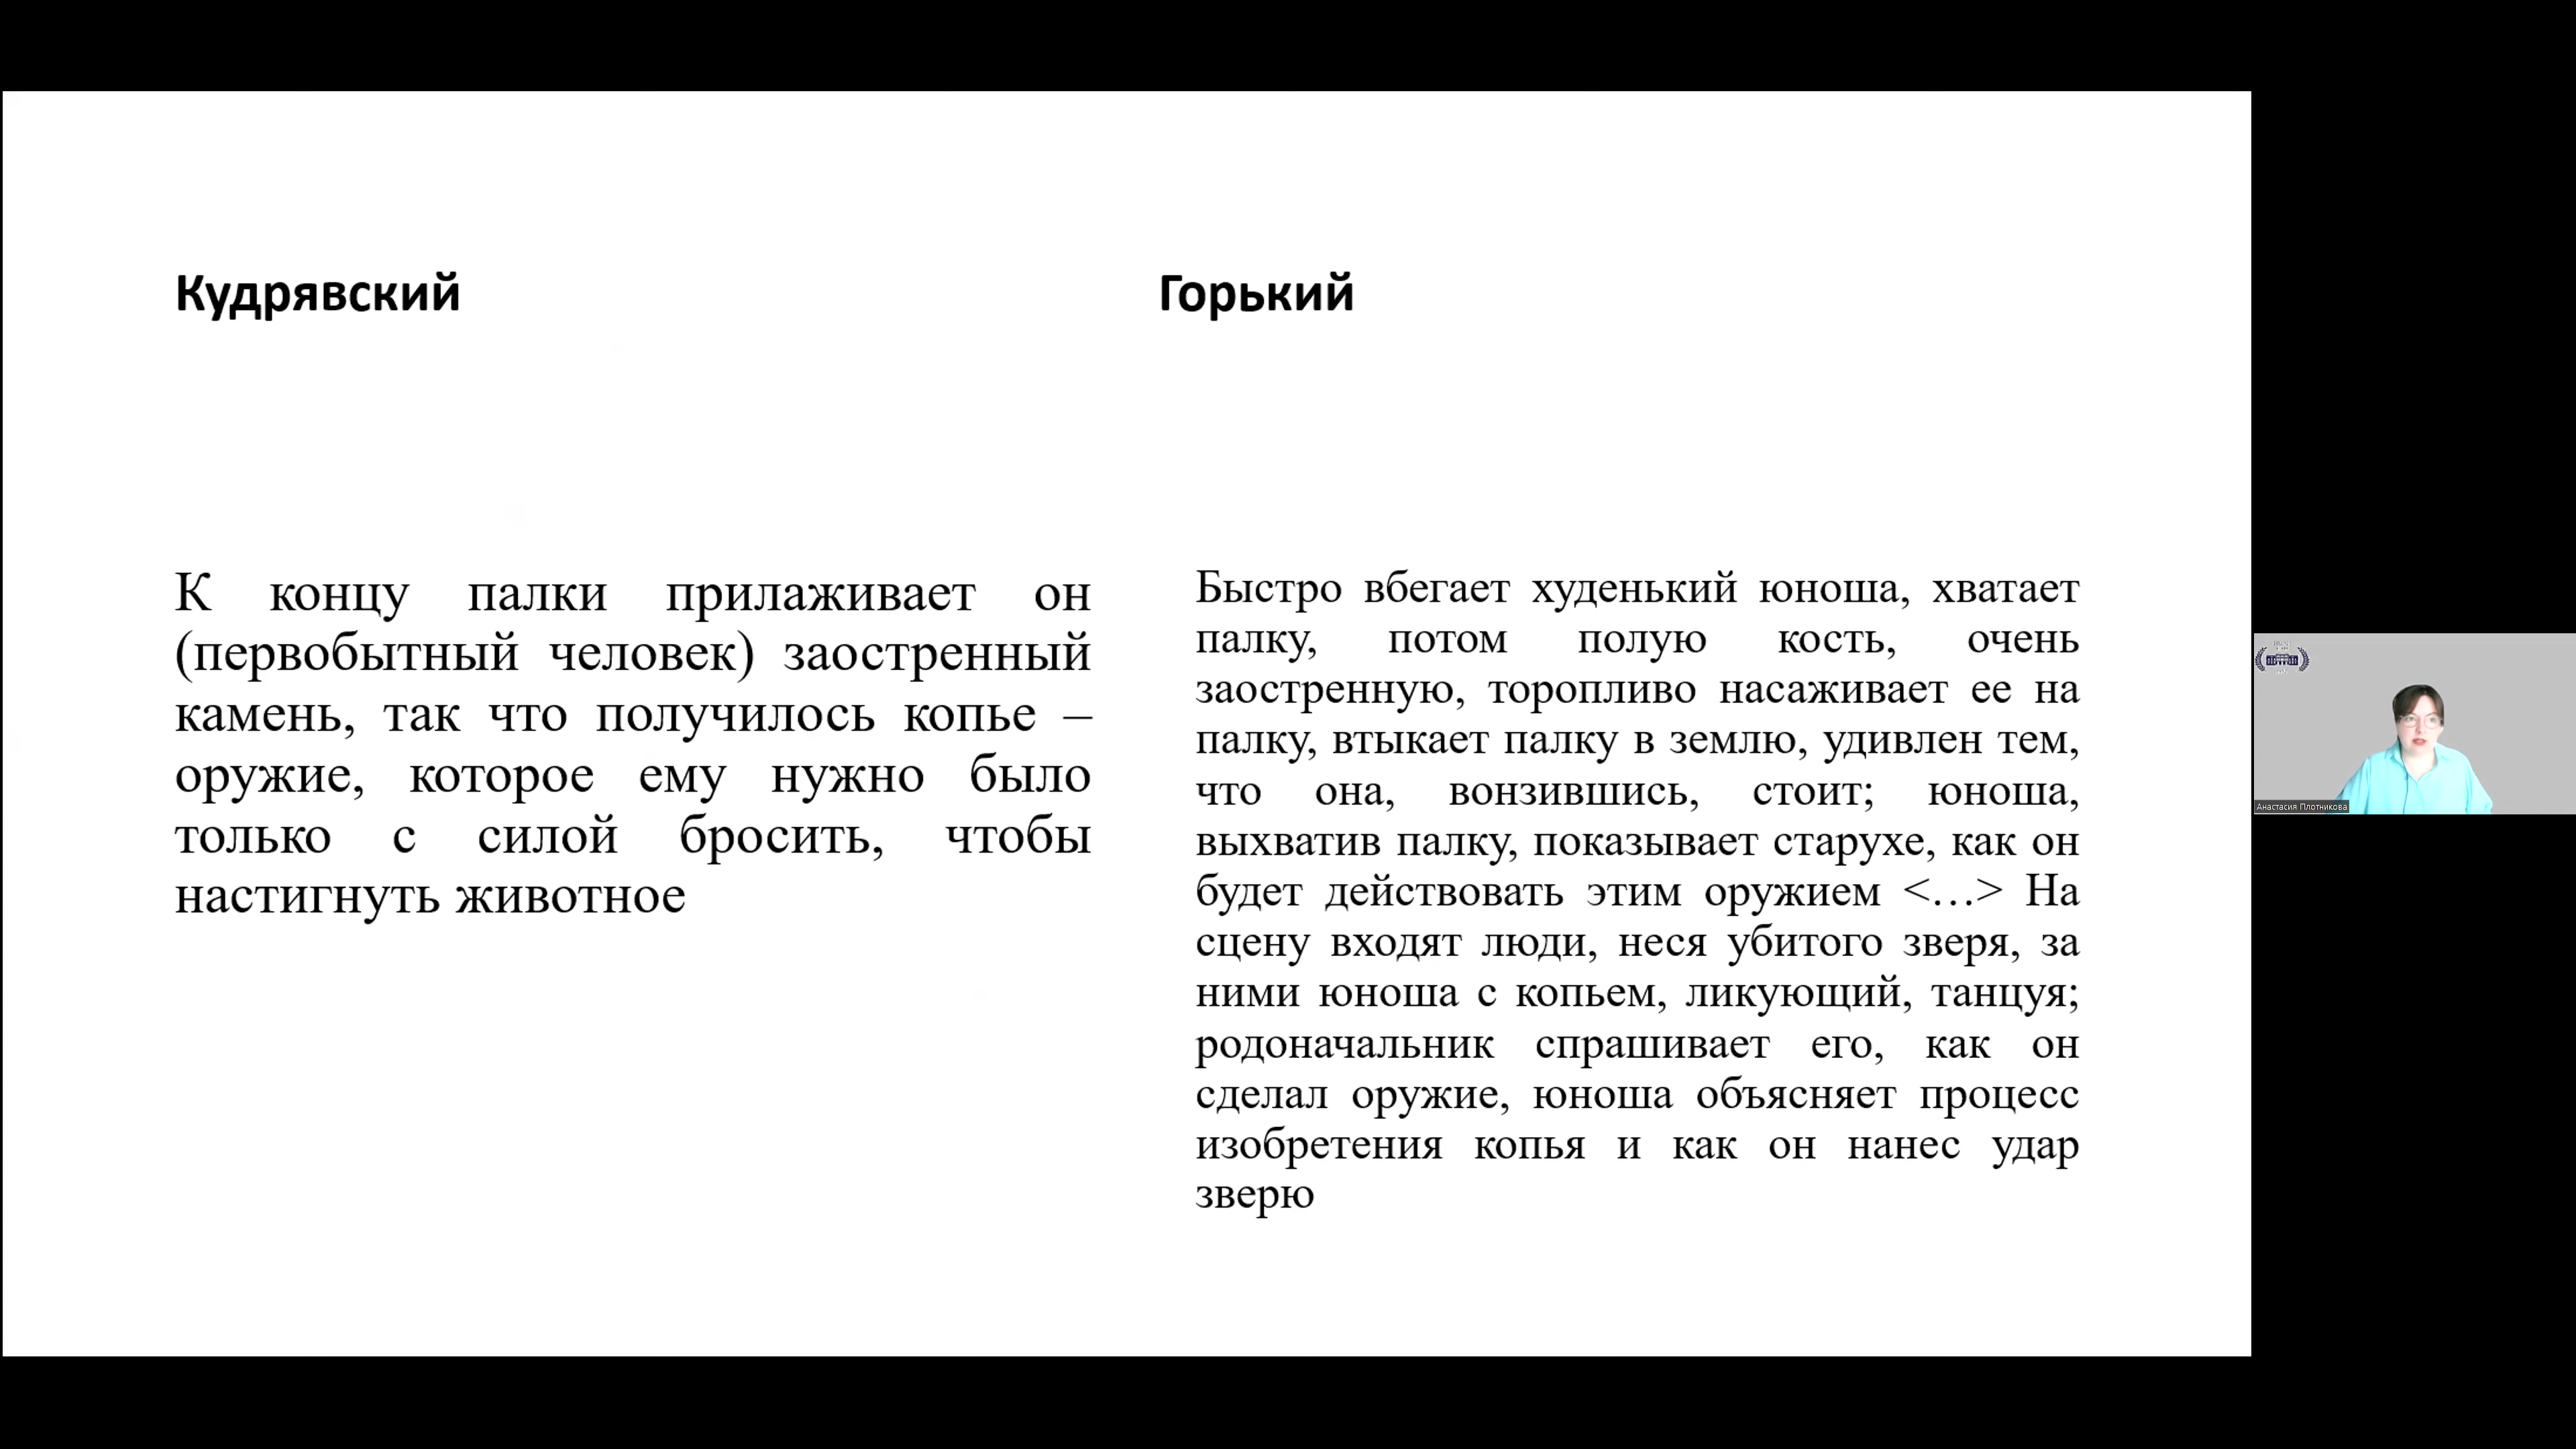 Кудрявский
К концу палки прилаживает он
(первобытный человек) заостренный
камень, так что получилось копье –
оружие, которое ему нужно было
только с силой бросить, чтобы
настигнуть животное
Горький
Быстро вбегает худенький юноша, хватает
палку, потом полую кость, очень
заостренную, торопливо насаживает ее на
палку, втыкает палку в землю, удивлен тем,
что она, вонзившись, стоит; юноша,
выхватив палку, показывает старухе, как он
будет действовать этим оружием <…> На
сцену входят люди, неся убитого зверя, за
ними юноша с копьем, ликующий, танцуя;
родоначальник спрашивает его, как он
сделал оружие, юноша объясняет процесс
изобретения копья и как он нанес удар
зверю
Анастасия Плотникова